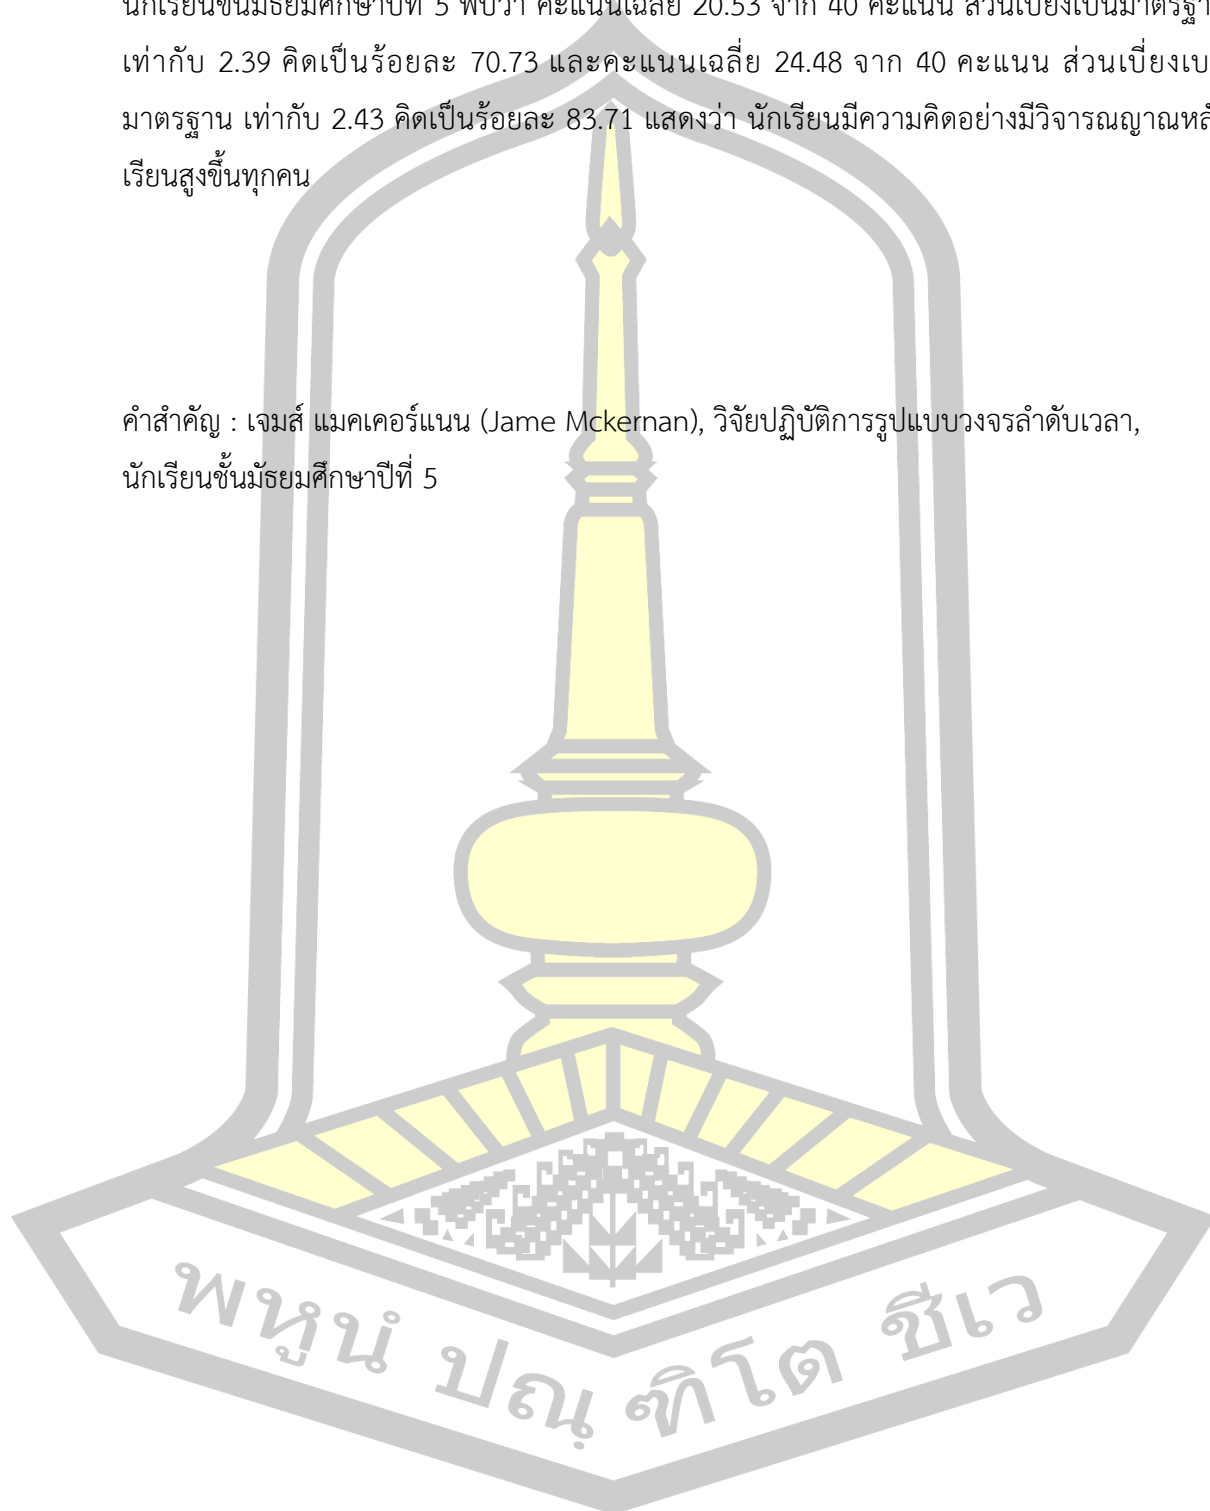 นักเรียนชั้นมัธยมศึกษาปีที่ 5 พบว่า คะแนนเฉลี่ย 20.53 จาก 40 คะแนน ส่วนเบี่ยงเบนมาตรฐา
เท่ากับ 2.39 คิดเป็นร้อยละ 70.73 และคะแนนเฉลี่ย 24.48 จาก 40 คะแนน ส่วนเบี่ยงเบ
มาตรฐาน เท่ากับ 2.43 คิดเป็นร้อยละ 83.71 แสดงว่า นักเรียนมีความคิดอย่างมีวิจารณญาณหลั
เรียนสูงขึ้นทุกคน
คำสำคัญ : เจมส์ แมคเคอร์แนน (Jame Mckernan), วิจัยปฏิบัติการรูปแบบวงจรลำดับเวลา,
นักเรียนชั้นมัธยมศึกษาปีที่ 5
พหูนํ ปณฺ ฑิโต ชีเว